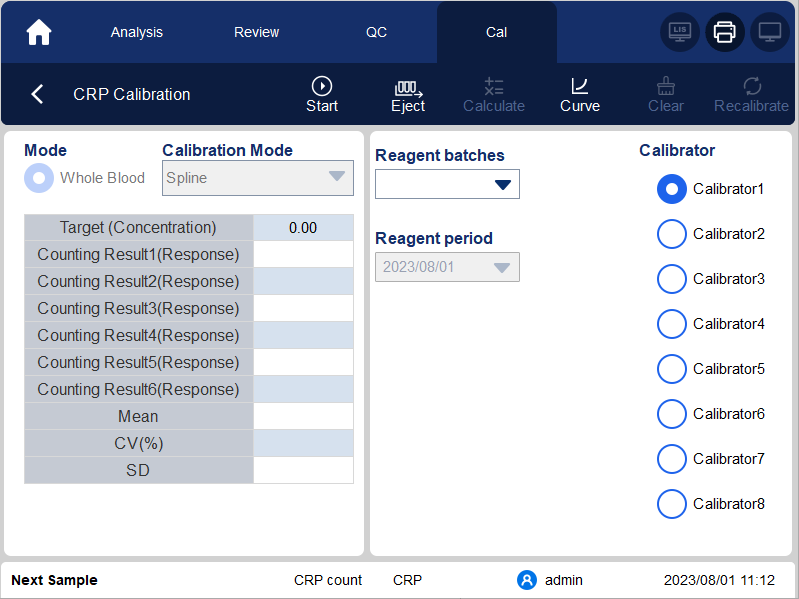 Analysis
Review
QC
Cal
LIS
CRP Calibration
Start
Eject
Calculate
Curve
Clear
Recalibrate
Mode
Whole Blood
Calibration Mode
Spline
Target (Concentration) 0.00
Counting Result1(Response)
Counting Result2(Response)
Counting Result3(Response)
Counting Result4(Response)
Counting Result5(Response)
Counting Result6(Response)
Mean
CV(%)
SD
Reagent batches
Reagent period
2023/08/01
Calibrator
Calibrator1
Calibrator2
Calibrator3
Calibrator4
Calibrator5
Calibrator6
Calibrator7
Calibrator8
Next Sample
CRP count
CRP
admin
2023/08/01 11:12